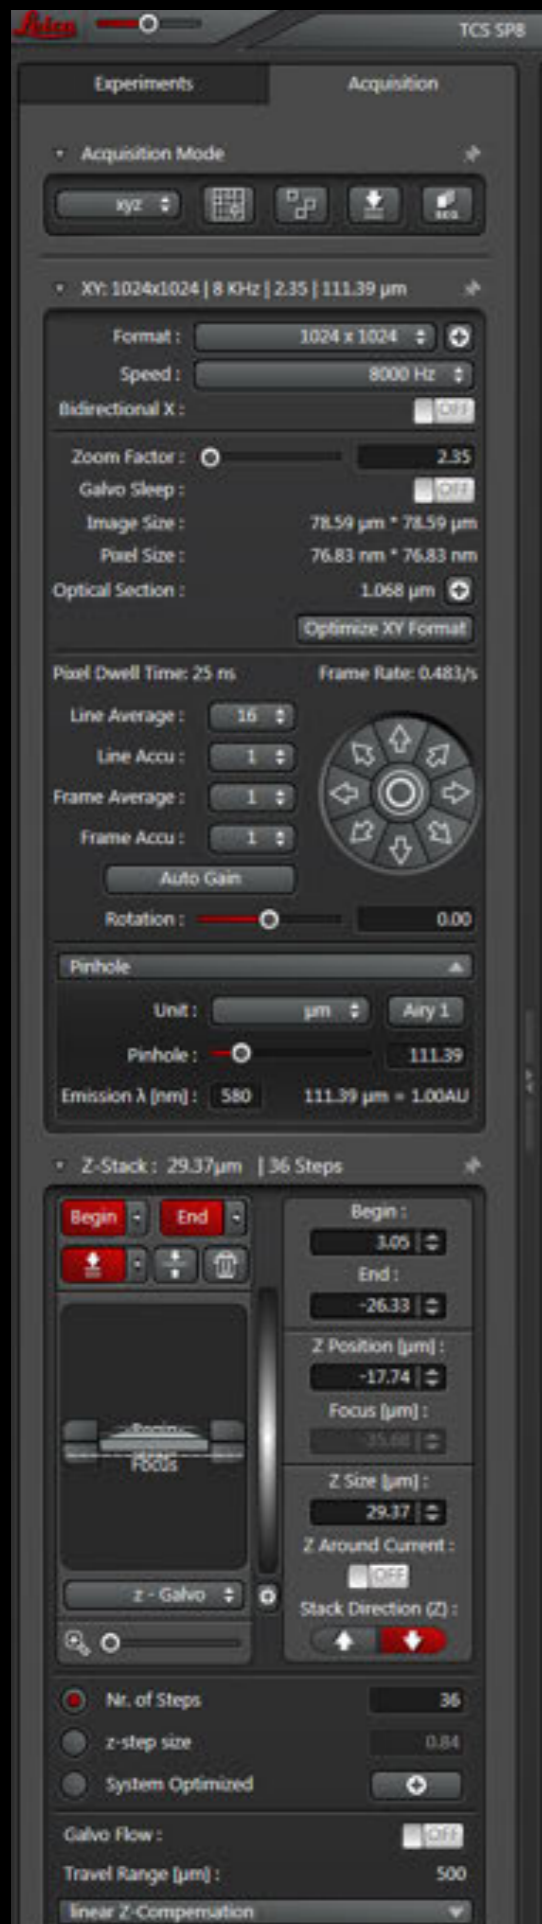 Leica
TCS SP8
Experiments Acquisition
Acquisition Mode
xyz SEQ
XY: 1024x1024 | 8 KHz | 2.35 | 111.39 µm
Format : 1024 x 1024
Speed : 8000 Hz
Bidirectional X : OFF
Zoom Factor : 2.35
Galvo Sleep : OFF
Image Size : 78.59 µm * 78.59 µm
Pixel Size : 76.83 nm * 76.83 nm
Optical Section : 1.068 µm
Optimize XY Format
Pixel Dwell Time: 25 ns Frame Rate: 0.483/s
Line Average : 16
Line Accu : 1
Frame Average : 1
Frame Accu : 1
Auto Gain
Rotation : 0.00
Pinhole
Unit : µm Airy 1
Pinhole : 111.39
Emission λ [nm] : 580 111.39 µm = 1.00AU
Z-Stack : 29.37µm | 36 Steps
Begin End
Begin :
3.05
End :
-26.33
Z Position [µm] :
-17.74
Focus [µm] :
-35.68
Begin
Focus
Z Size [µm] :
29.37
Z Around Current :
OFF
z - Galvo
Stack Direction (Z) :
Nr. of Steps 36
z-step size 0.84
System Optimized
Galvo Flow : OFF
Travel Range [µm] : 500
linear Z-Compensation